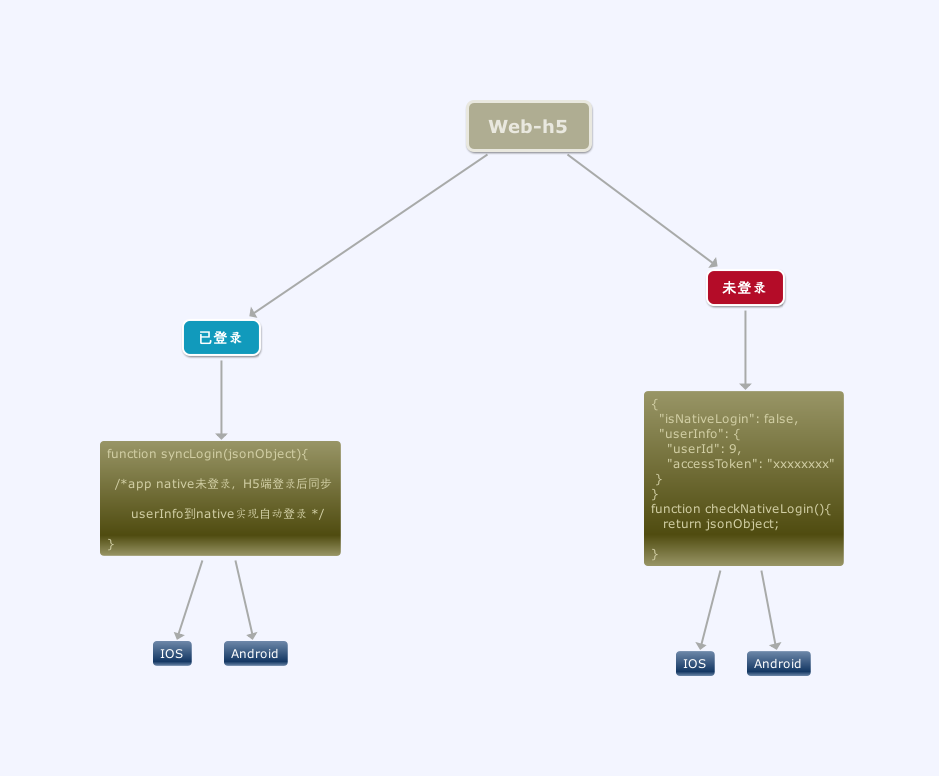 Web-h5
未登录
已登录
{
"isNativeLogin": false,
"userInfo": {
"userId": 9,
"accessToken": "xxxxxxxx"
}
}
function checkNativeLogin(){
return jsonObject;
}
function syncLogin(jsonObject){
/*app native未登录, H5端登录后同步
userInfo到native实现自动登录 */
}
IOS
Android
IOS
Android